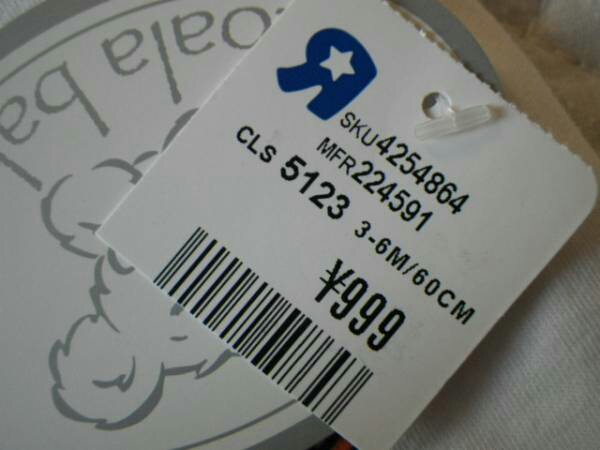 R
SKU4254864
MFR224591
CLS 5123 3-6M/60CM
¥999
oala ba